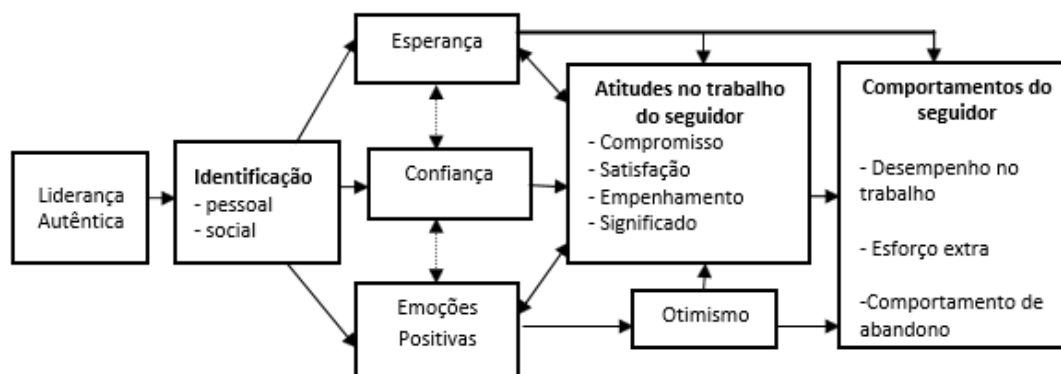 Liderança
Autêntica
Identificação
- pessoal
- social
Esperança
Confiança
Emoções
Positivas
Atitudes no trabalho
do seguidor
- Compromisso
- Satisfação
- Empenhamento
- Significado
Otimismo
Comportamentos do
seguidor
- Desempenho no
trabalho
- Esforço extra
-Comportamento de
abandono